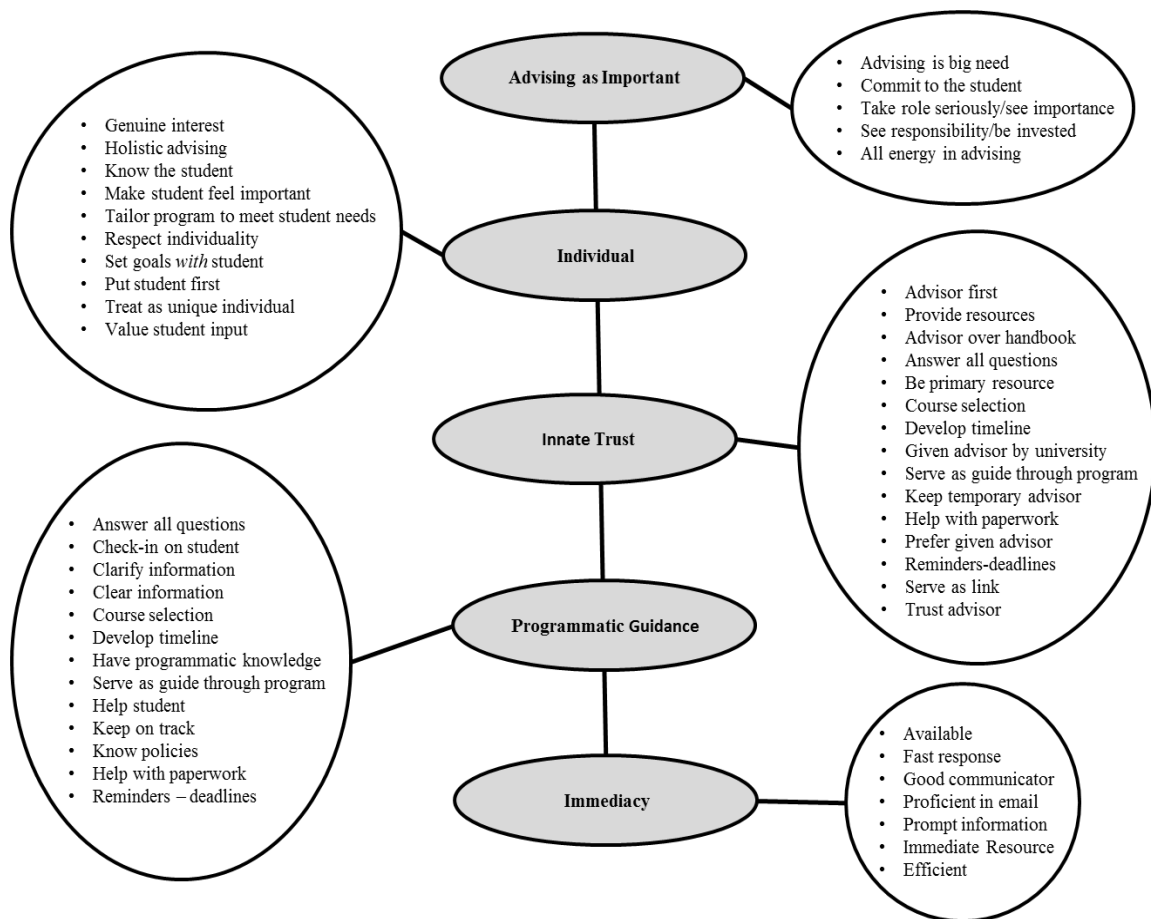 Advising as Important
• Advising is big need
• Commit to the student
• Take role seriously/see importance
• See responsibility/be invested
• All energy in advising
Individual
• Genuine interest
• Holistic advising
• Know the student
• Make student feel important
• Tailor program to meet student needs
• Respect individuality
• Set goals with student
• Put student first
• Treat as unique individual
• Value student input
Innate Trust
• Advisor first
• Provide resources
• Advisor over handbook
• Answer all questions
• Be primary resource
• Course selection
• Develop timeline
• Given advisor by university
• Serve as guide through program
• Keep temporary advisor
• Help with paperwork
• Prefer given advisor
• Reminders-deadlines
• Serve as link
• Trust advisor
Programmatic Guidance
• Answer all questions
• Check-in on student
• Clarify information
• Clear information
• Course selection
• Develop timeline
• Have programmatic knowledge
• Serve as guide through program
• Help student
• Keep on track
• Know policies
• Help with paperwork
• Reminders – deadlines
Immediacy
• Available
• Fast response
• Good communicator
• Proficient in email
• Prompt information
• Immediate Resource
• Efficient